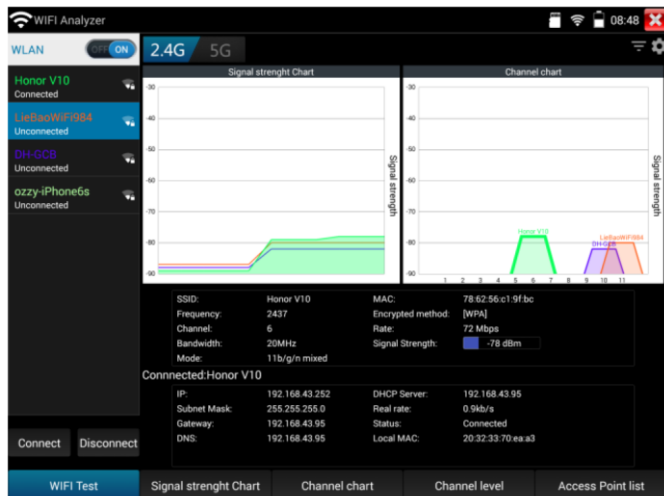 WIFI Analyzer
08:48
WLAN
OFF ON
2.4G 5G
Honor V10
Connected
LieBaoWiFi984
Unconnected
DH-GCB
Unconnected
ozzy-iPhone6s
Unconnected
Connect Disconnect
Signal strenght Chart
-30
-40
-50
-60
-70
-80
-90
Signal strength
Channel chart
-30
-40
-50
-60
-70
-80
-90
Honor V10
LieBaoWiFi984
DH-GCB
1 2 3 4 5 6 7 8 9 10 11
Signal strength
SSID: Honor V10 MAC: 78:62:56:c1:9f:bc
Frequency: 2437 Encrypted method: [WPA]
Channel: 6 Rate: 72 Mbps
Bandwidth: 20MHz Signal Strength: -78 dBm
Mode: 11b/g/n mixed
Connnected:Honor V10
IP: 192.168.43.252 DHCP Server: 192.168.43.95
Subnet Mask: 255.255.255.0 Real rate: 0.9kb/s
Gateway: 192.168.43.95 Status: Connected
DNS: 192.168.43.95 Local MAC: 20:32:33:70:ea:a3
WIFI Test Signal strenght Chart Channel chart Channel level Access Point list